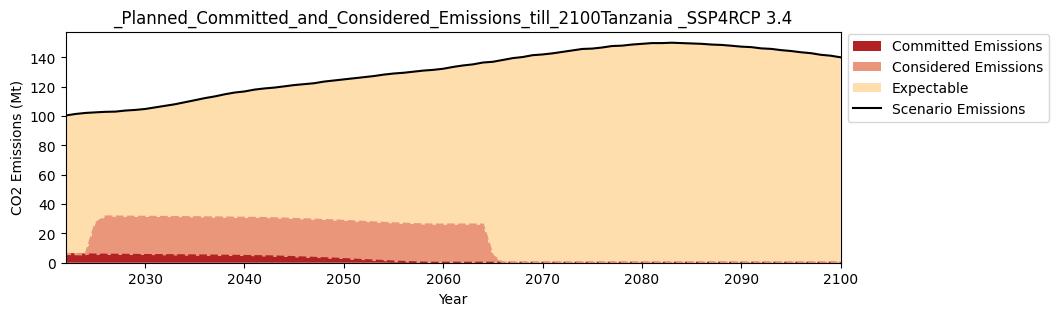 _Planned_Committed_and_Considered_Emissions_till_2100Tanzania _SSP4RCP 3.4
Committed Emissions
Considered Emissions
Expectable
Scenario Emissions
CO2 Emissions (Mt)
140
120
100
80
60
40
20
0
2030 2040 2050 2060 2070 2080 2090 2100
Year